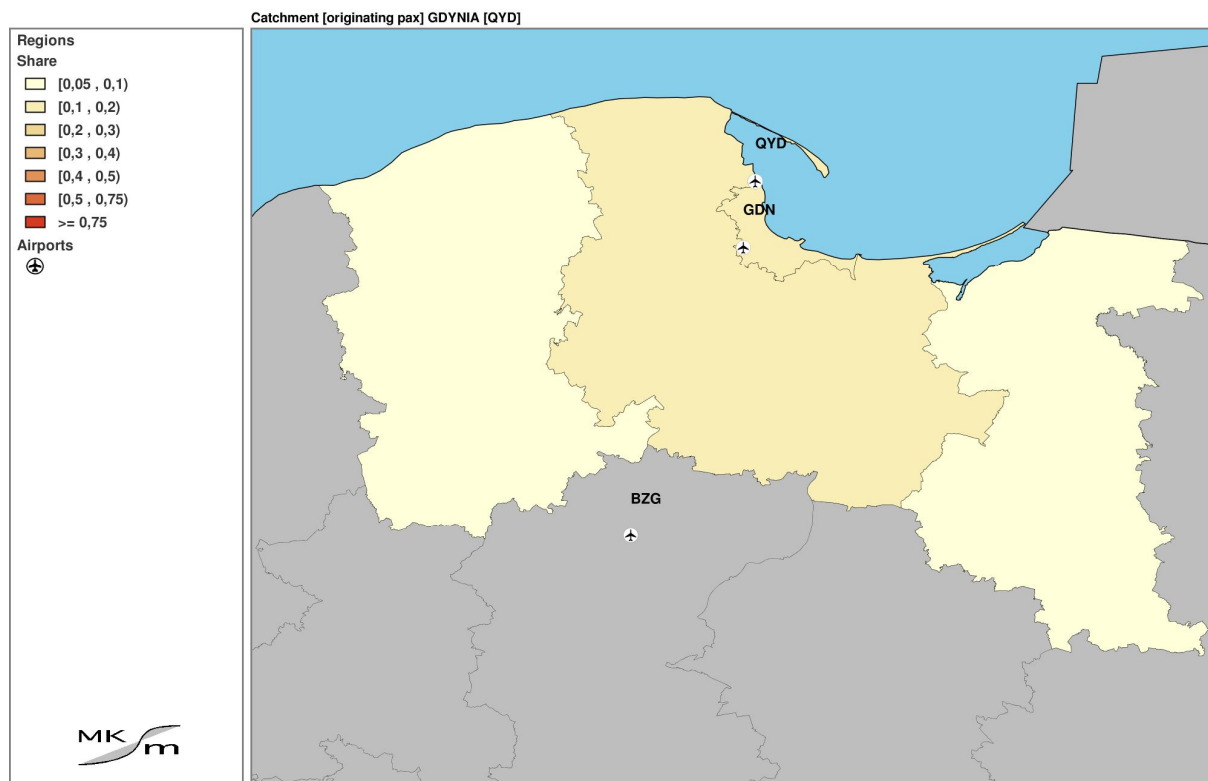 Catchment [originating pax] GDYNIA [QYD]
Regions
Share
[0,05 , 0,1)
[0,1 , 0,2)
[0,2 , 0,3)
[0,3 , 0,4)
[0,4 , 0,5)
[0,5 , 0,75)
>= 0,75
Airports
QYD
GDN
BZG
MK m